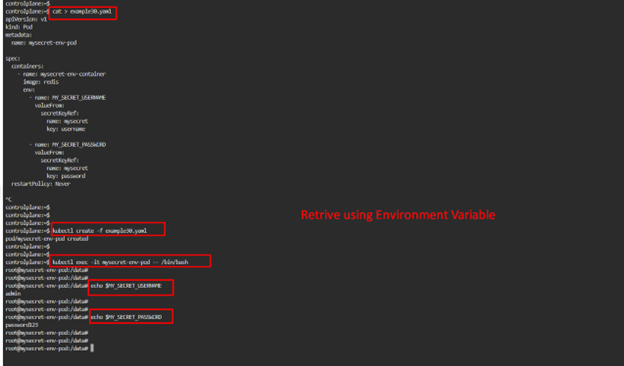 controlplane:~$
controlplane:~$ cat > example30.yaml
apiVersion: v1
kind: Pod
metadata:
  name: mysecret-env-pod

spec:
  containers:
    - name: mysecret-env-container
      image: redis
      env:
        - name: MY_SECRET_USERNAME
          valueFrom:
            secretKeyRef:
              name: mysecret
              key: username

        - name: MY_SECRET_PASSWORD
          valueFrom:
            secretKeyRef:
              name: mysecret
              key: password
  restartPolicy: Never

^C
controlplane:~$
controlplane:~$
controlplane:~$ kubectl create -f example30.yaml
pod/mysecret-env-pod created
controlplane:~$
controlplane:~$
controlplane:~$ kubectl exec -it mysecret-env-pod -- /bin/bash
root@mysecret-env-pod:/data#
root@mysecret-env-pod:/data# echo $MY_SECRET_USERNAME
admin
root@mysecret-env-pod:/data#
root@mysecret-env-pod:/data# echo $MY_SECRET_PASSWORD
password123
root@mysecret-env-pod:/data#
root@mysecret-env-pod:/data#
root@mysecret-env-pod:/data#
Retrive using Environment Variable